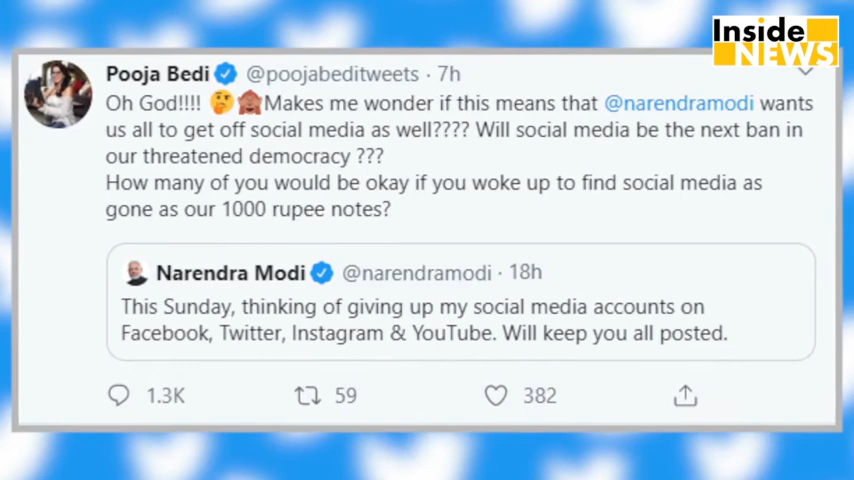 Inside
NEWS
Pooja Bedi @poojabeditweets · 7h
Oh God!!!! 🤔🙈Makes me wonder if this means that @narendramodi wants
us all to get off social media as well???? Will social media be the next ban in
our threatened democracy ???
How many of you would be okay if you woke up to find social media as
gone as our 1000 rupee notes?
Narendra Modi @narendramodi · 18h
This Sunday, thinking of giving up my social media accounts on
Facebook, Twitter, Instagram & YouTube. Will keep you all posted.
1.3K 59 382